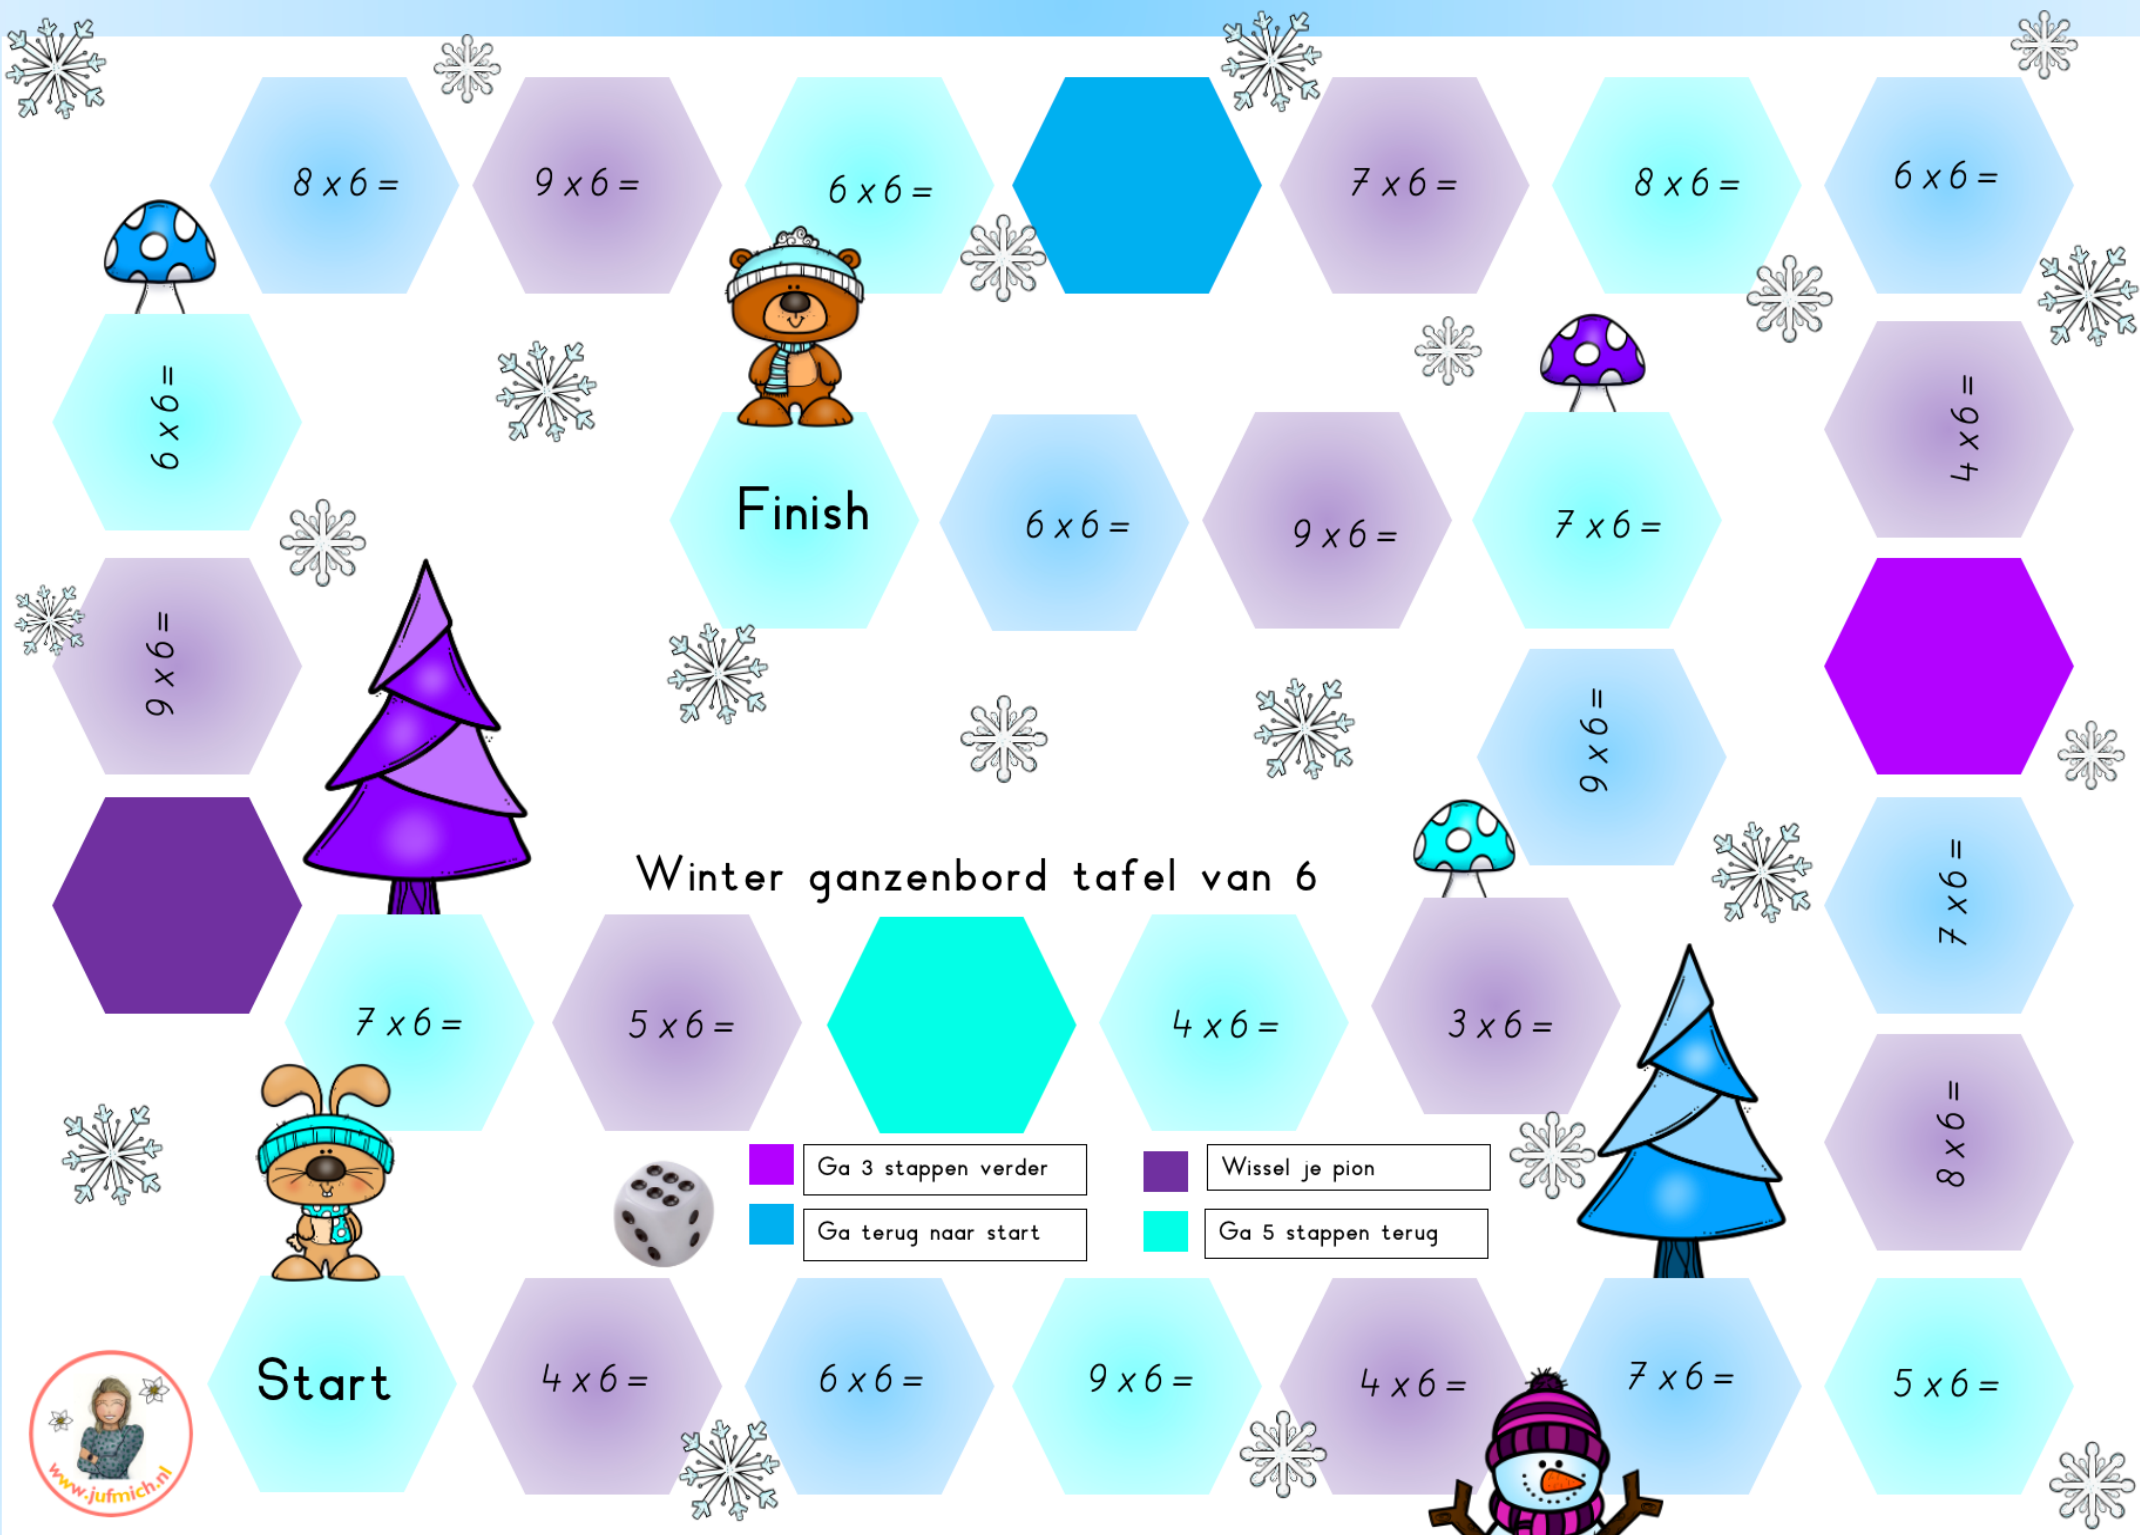 8 x 6 =
9 x 6 =
6 x 6 =
7 x 6 =
8 x 6 =
6 x 6 =
6 x 6 =
4 x 6 =
Finish
6 x 6 =
9 x 6 =
7 x 6 =
9 x 6 =
9 x 6 =
7 x 6 =
Winter ganzenbord tafel van 6
7 x 6 =
5 x 6 =
4 x 6 =
3 x 6 =
8 x 6 =
Ga 3 stappen verder
Wissel je pion
Ga terug naar start
Ga 5 stappen terug
Start
4 x 6 =
6 x 6 =
9 x 6 =
4 x 6 =
7 x 6 =
5 x 6 =
www.jufmich.nl